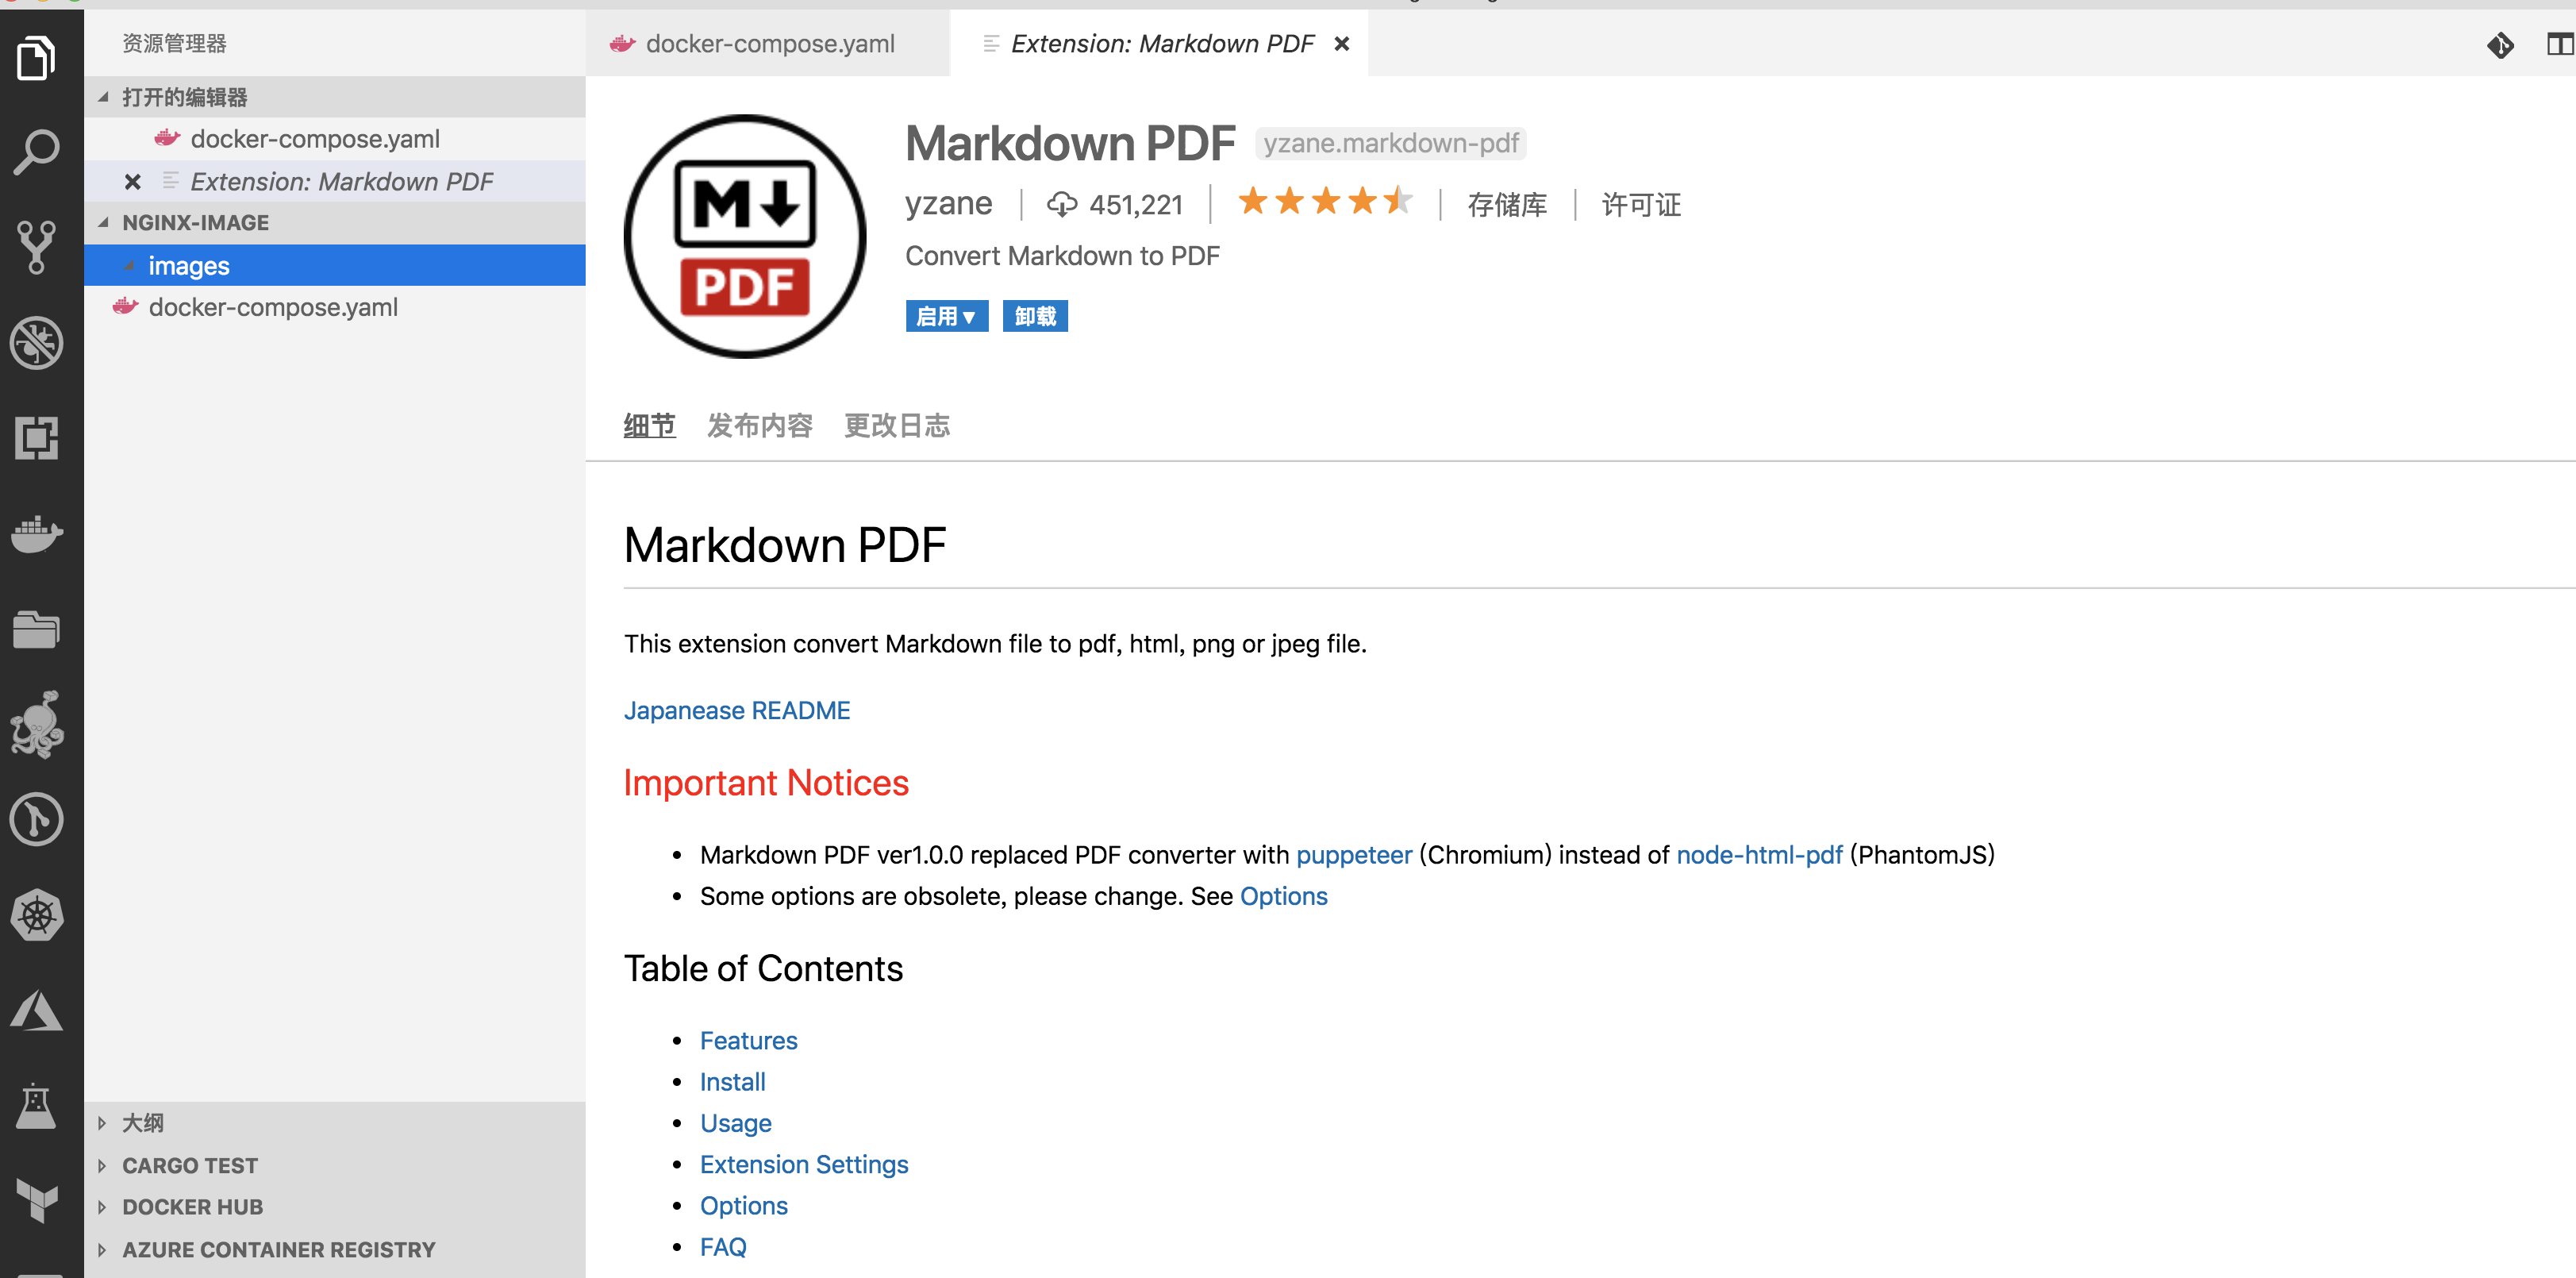 资源管理器
打开的编辑器
docker-compose.yaml
Extension: Markdown PDF
NGINX-IMAGE
images
docker-compose.yaml
大纲
CARGO TEST
DOCKER HUB
AZURE CONTAINER REGISTRY
docker-compose.yaml
Extension: Markdown PDF
M
PDF
Markdown PDF yzane.markdown-pdf
yzane 451,221 存储库 许可证
Convert Markdown to PDF
启用▼ 卸载
细节 发布内容 更改日志
Markdown PDF
This extension convert Markdown file to pdf, html, png or jpeg file.
Japanease README
Important Notices
• Markdown PDF ver1.0.0 replaced PDF converter with puppeteer (Chromium) instead of node-html-pdf (PhantomJS)
• Some options are obsolete, please change. See Options
Table of Contents
• Features
• Install
• Usage
• Extension Settings
• Options
• FAQ